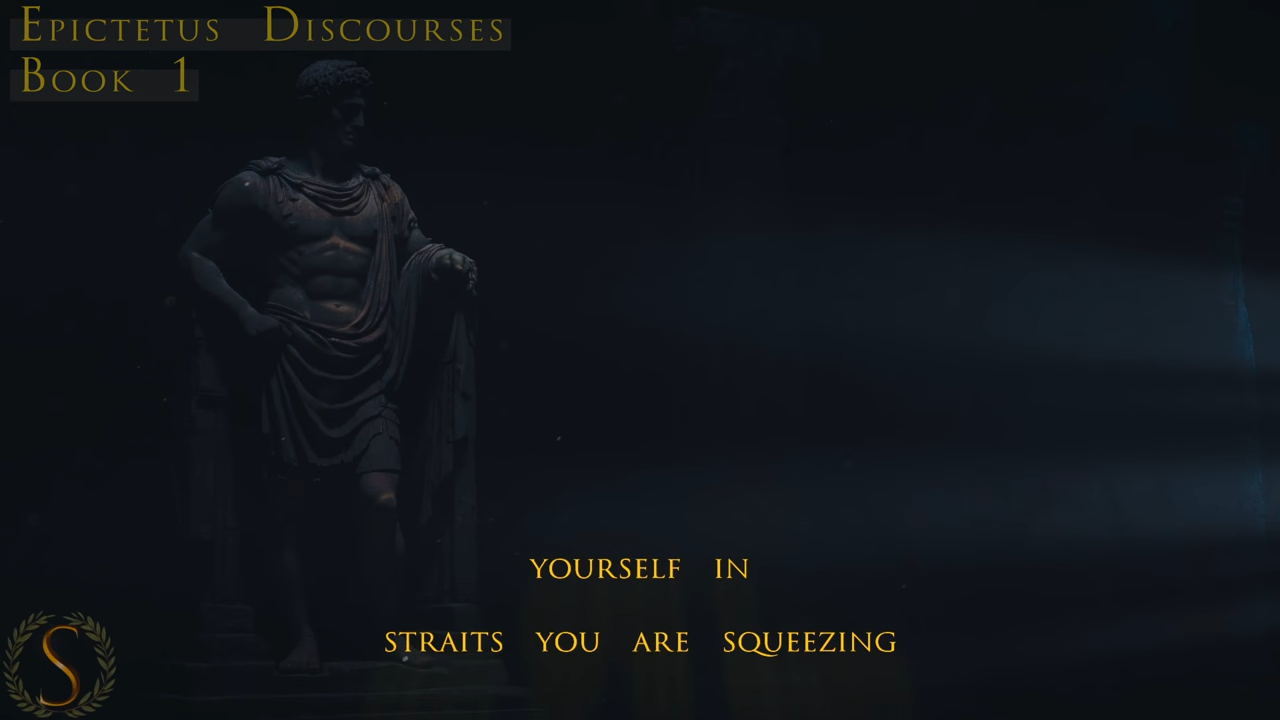 Epictetus Discourses
Book 1
yourself in
straits you are squeezing
S